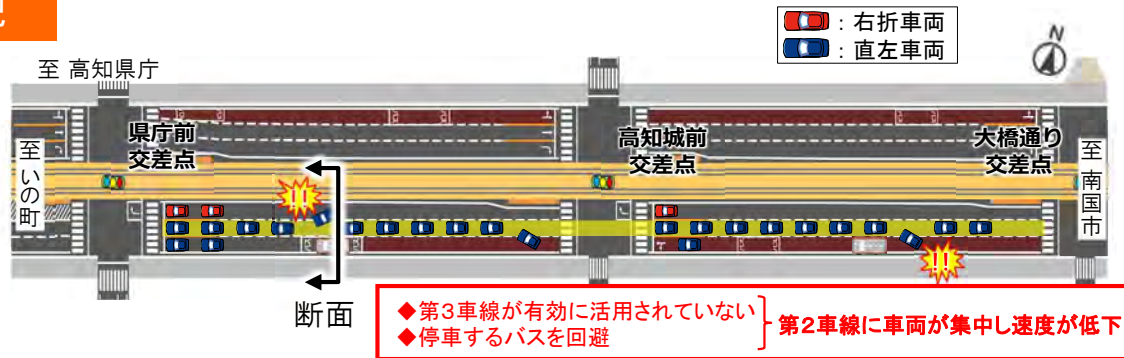 ：右折車両
：直左車両
N
至 高知県庁
県庁前
交差点
高知城前
交差点
大橋通り
交差点
至 いの町
至 南国市
!!
!!
断面
◆第3車線が有効に活用されていない
◆停車するバスを回避
第2車線に車両が集中し速度が低下